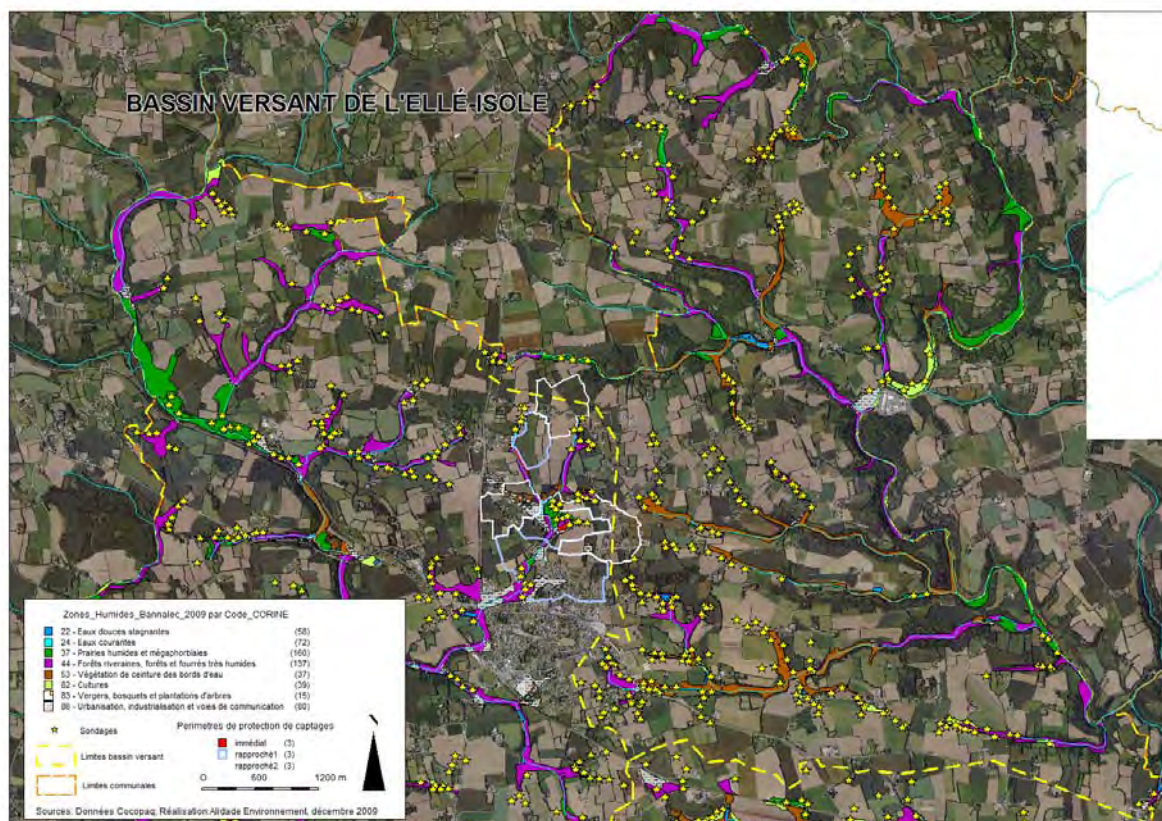 BASSIN VERSANT DE L'ELLÉ-ISOLE
Zones_Humides_Bannalec_2009 par Code_CORINE
22 - Eaux douces stagnantes (58)
24 - Eaux courantes (72)
37 - Prairies humides et mégaphorbiaies (160)
44 - Forêts riveraines, forêts et fourrés très humides (137)
53 - Végétation de ceinture des bords d'eau (37)
82 - Cultures (39)
83 - Vergers, bosquets et plantations d'arbres (15)
86 - Urbanisation, industrialisation et voies de communication (80)
Sondages
Limites bassin versant
Limites communales
Périmetres de protection de captages
immédiat (3)
rapproché1 (3)
rapproché2 (3)
0 600 1200 m
Sources: Données Cocopaq, Réalisation Alidade Environnement, décembre 2009